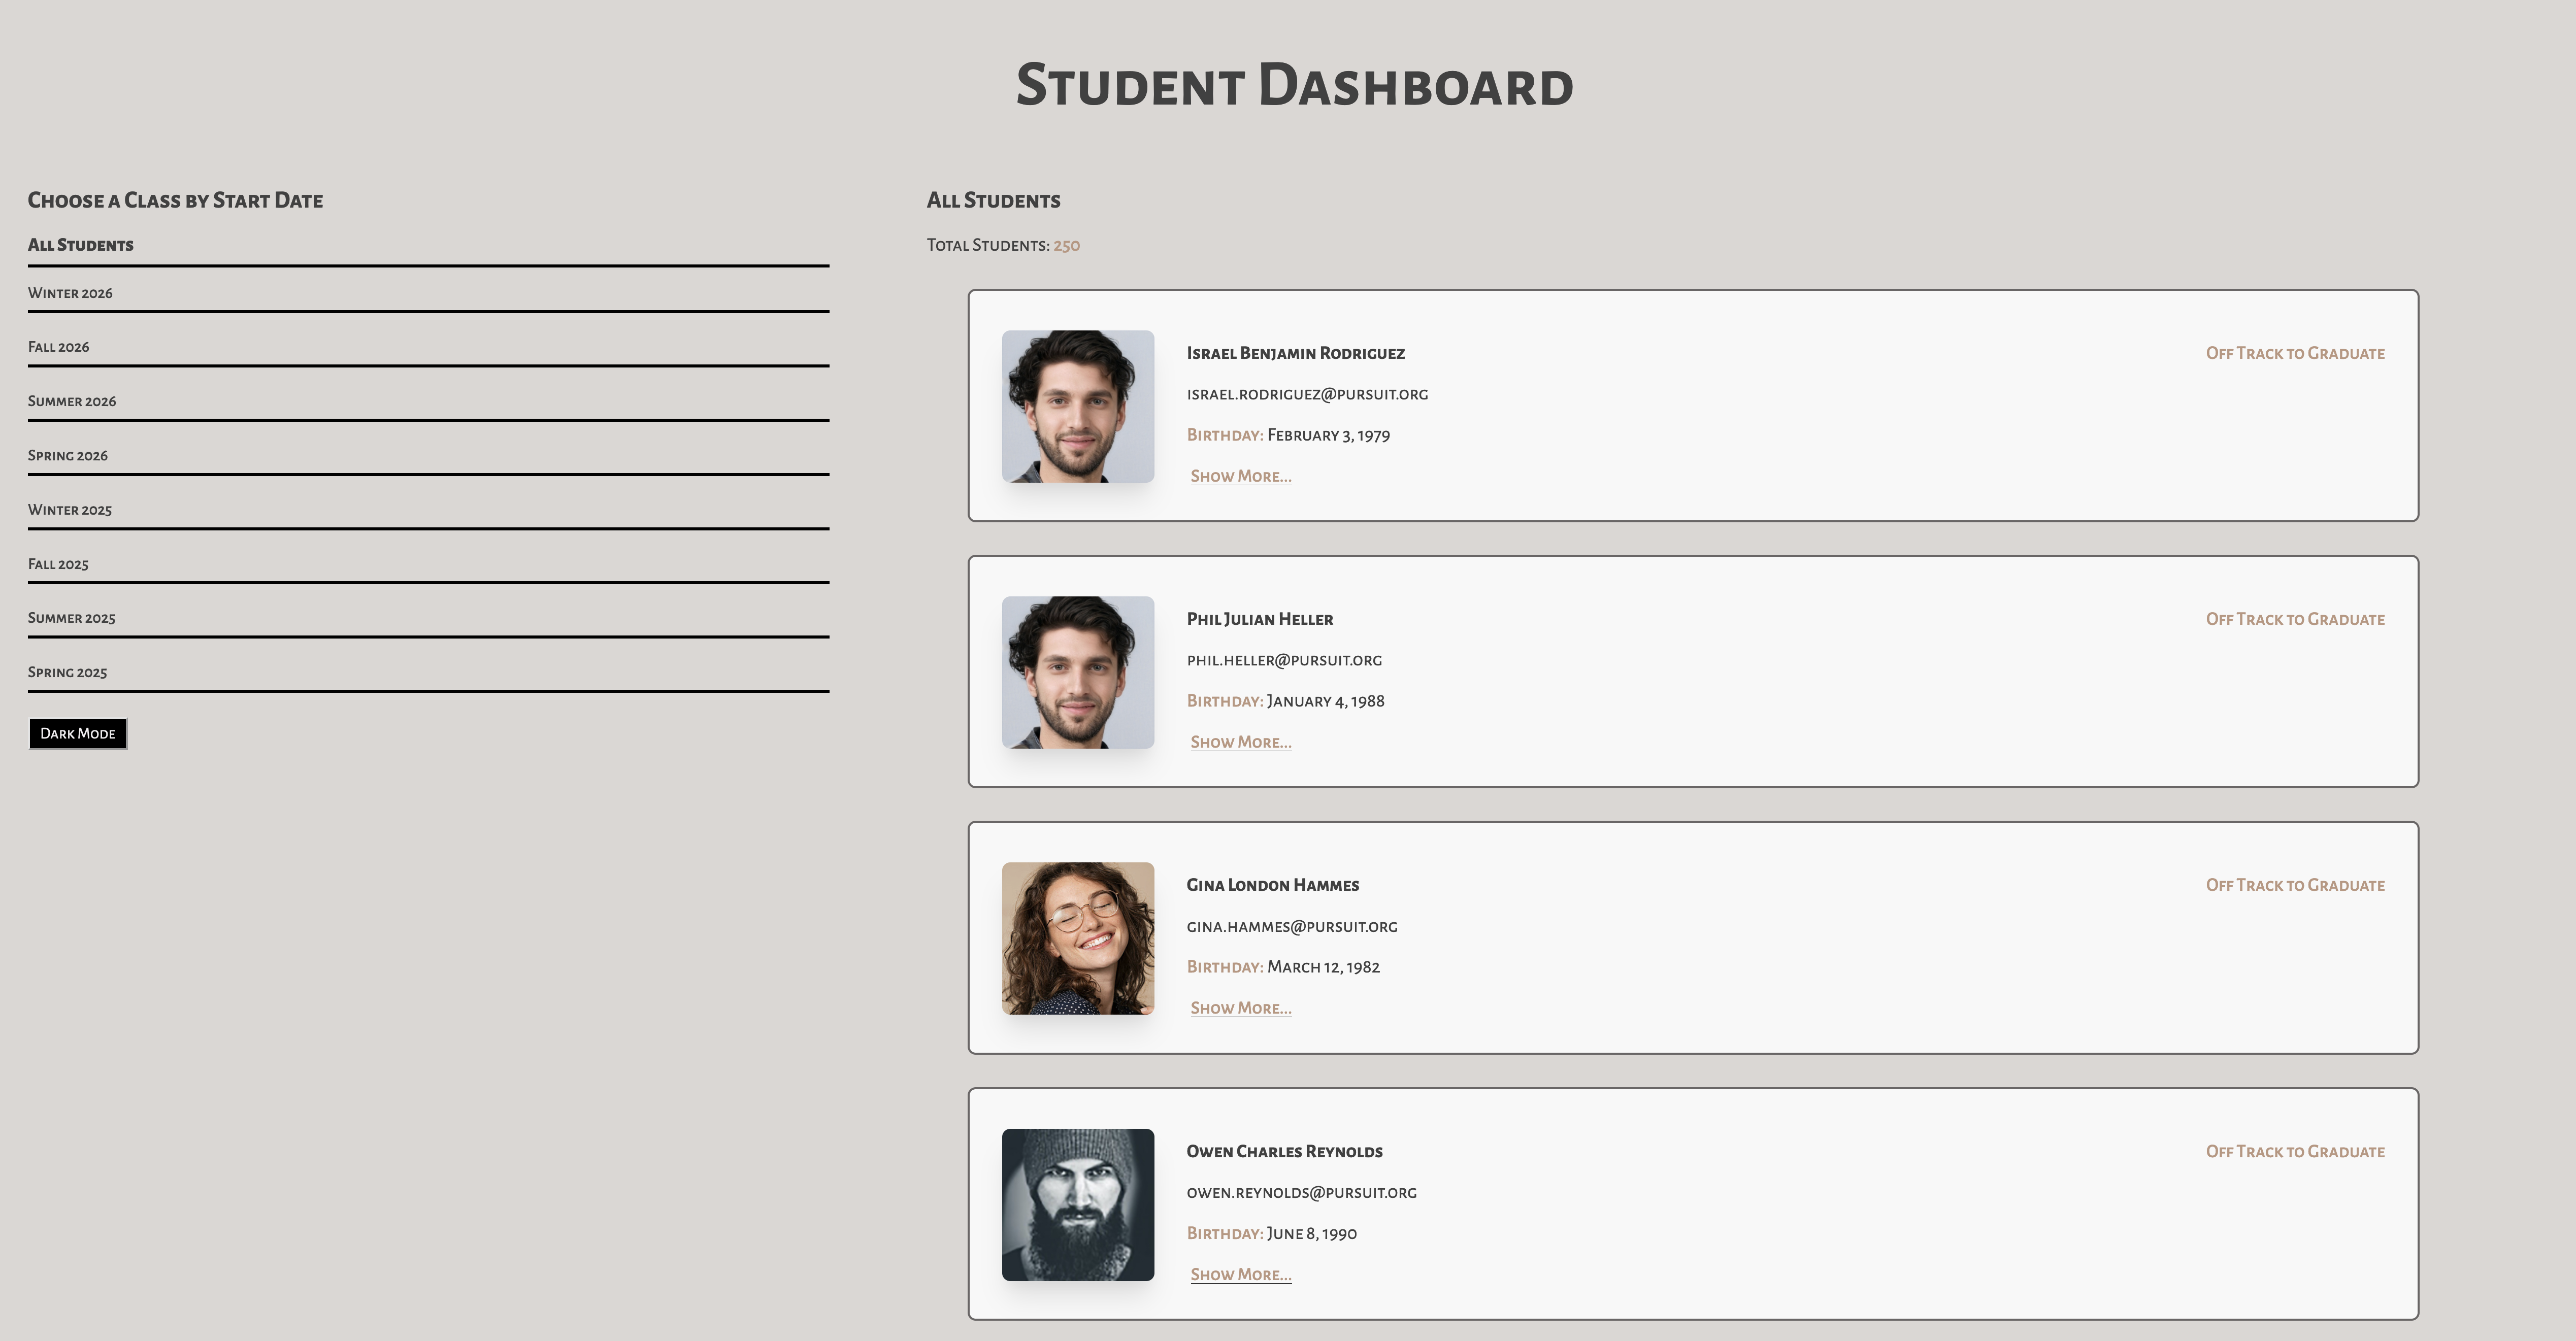 Student Dashboard
Choose a Class by Start Date
All Students
Winter 2026
Fall 2026
Summer 2026
Spring 2026
Winter 2025
Fall 2025
Summer 2025
Spring 2025
Dark Mode
All Students
Total Students: 250
Israel Benjamin Rodriguez
Off Track to Graduate
israel.rodriguez@pursuit.org
Birthday: February 3, 1979
Show More...
Phil Julian Heller
Off Track to Graduate
phil.heller@pursuit.org
Birthday: January 4, 1988
Show More...
Gina London Hammes
Off Track to Graduate
gina.hammes@pursuit.org
Birthday: March 12, 1982
Show More...
Owen Charles Reynolds
Off Track to Graduate
owen.reynolds@pursuit.org
Birthday: June 8, 1990
Show More...